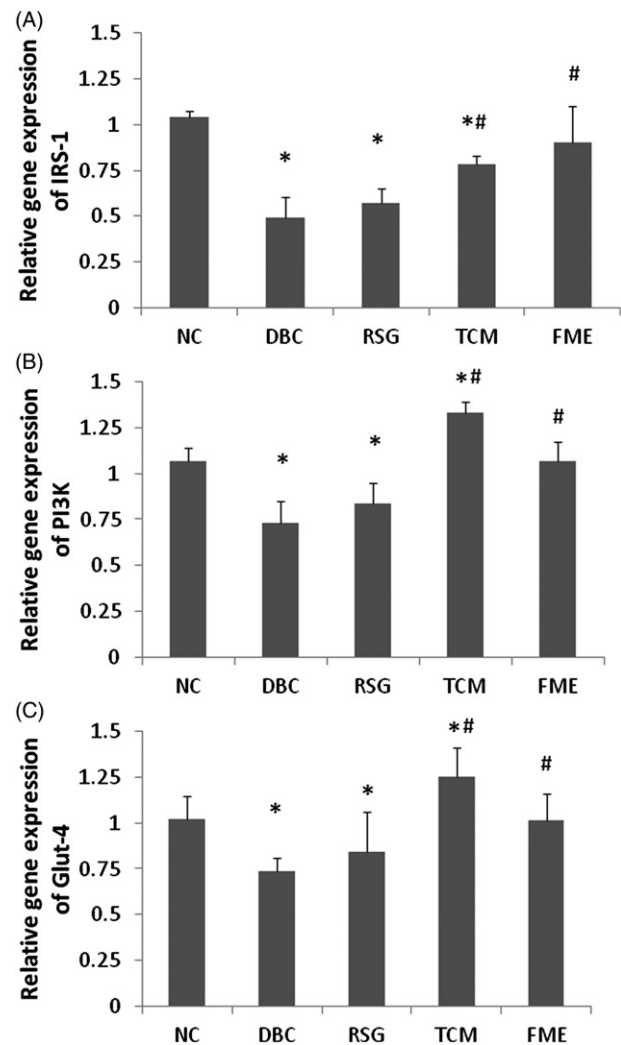 (A)
Relative gene expression
of IRS-1
1.5
1.25
1
0.75
0.5
0.25
0
*
*
*#
#
NC DBC RSG TCM FME
(B)
Relative gene expression
of PI3K
1.5
1.25
1
0.75
0.5
0.25
0
*
*
*#
#
NC DBC RSG TCM FME
(C)
Relative gene expression
of Glut-4
1.5
1.25
1
0.75
0.5
0.25
0
*
*
*#
#
NC DBC RSG TCM FME